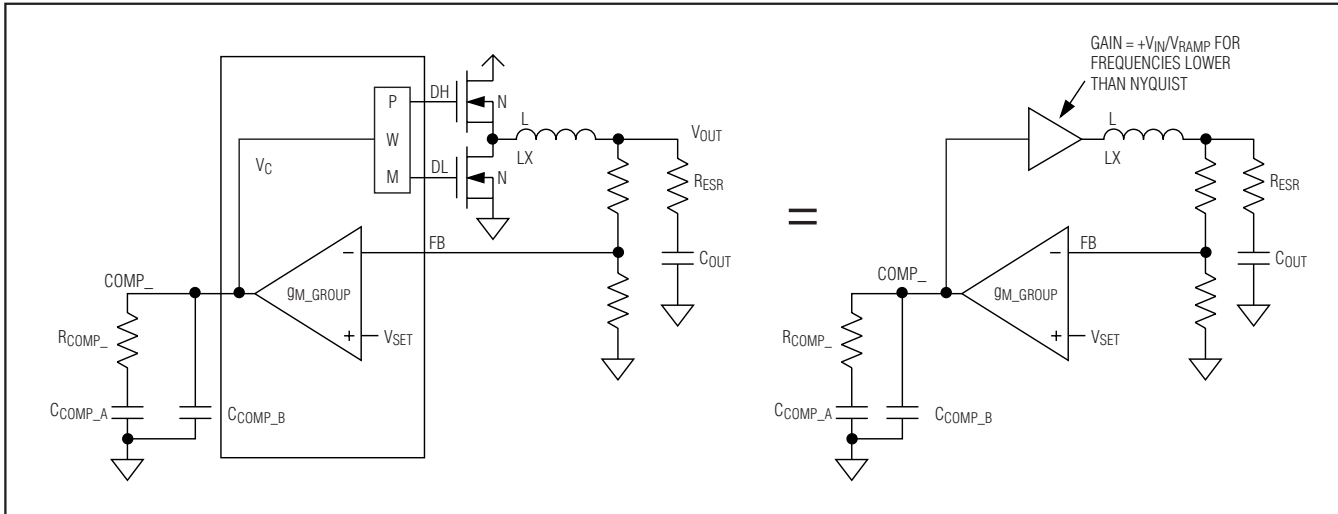 P
W
M
DH
DL
N
N
L
LX
VOUT
RESR
COUT
VC
FB
COMP_
gM_GROUP
−
+
VSET
RCOMP_
CCOMP_A
CCOMP_B
=
GAIN = +VIN/VRAMP FOR
FREQUENCIES LOWER
THAN NYQUIST
L
LX
RESR
COUT
FB
COMP_
gM_GROUP
−
+
VSET
RCOMP_
CCOMP_A
CCOMP_B